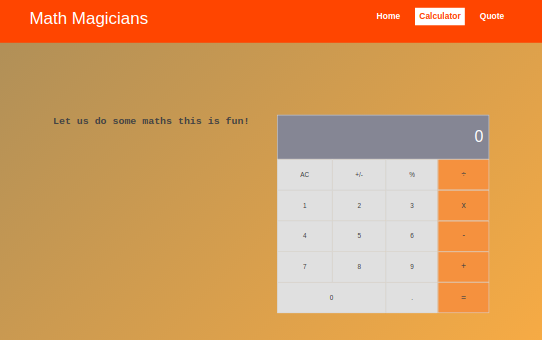 Math Magicians
Home Calculator Quote
Let us do some maths this is fun!
0
AC +/- % ÷
1 2 3 x
4 5 6 -
7 8 9 +
0 . =